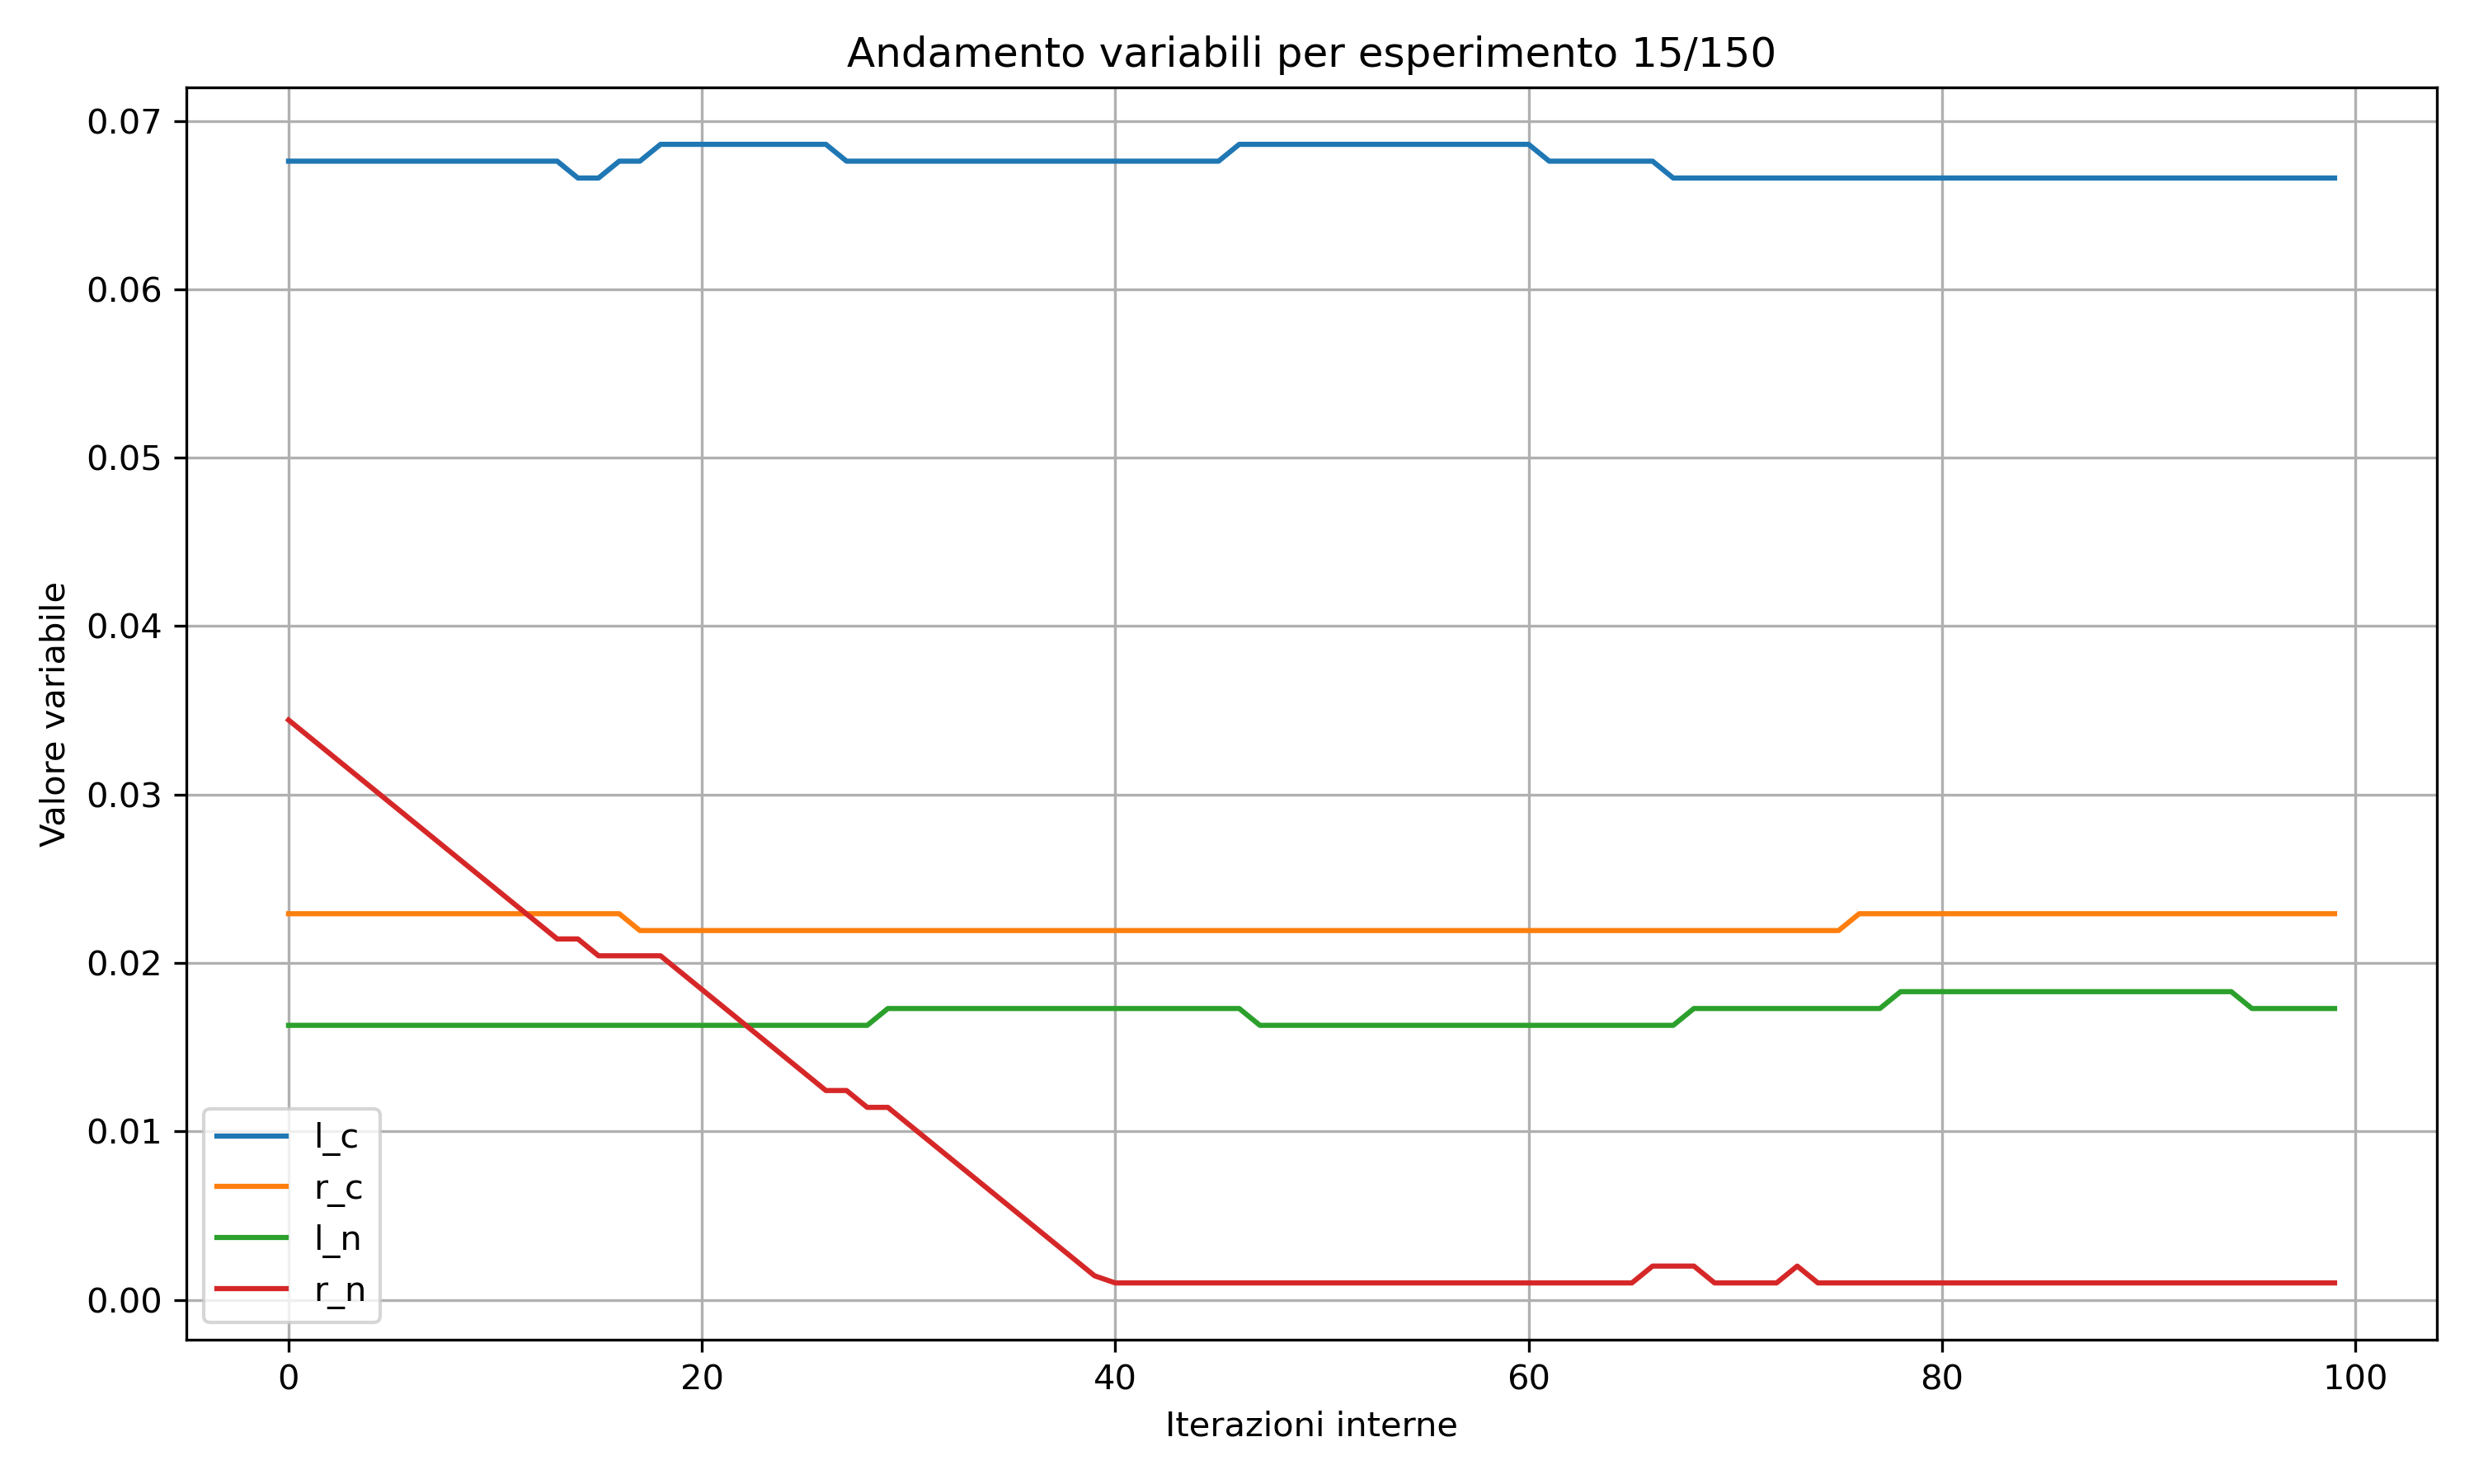 Andamento variabili per esperimento 15/150
Valore variabile
0.07
0.06
0.05
0.04
0.03
0.02
0.01
0.00
l_c
r_c
l_n
r_n
0 20 40 60 80 100
Iterazioni interne